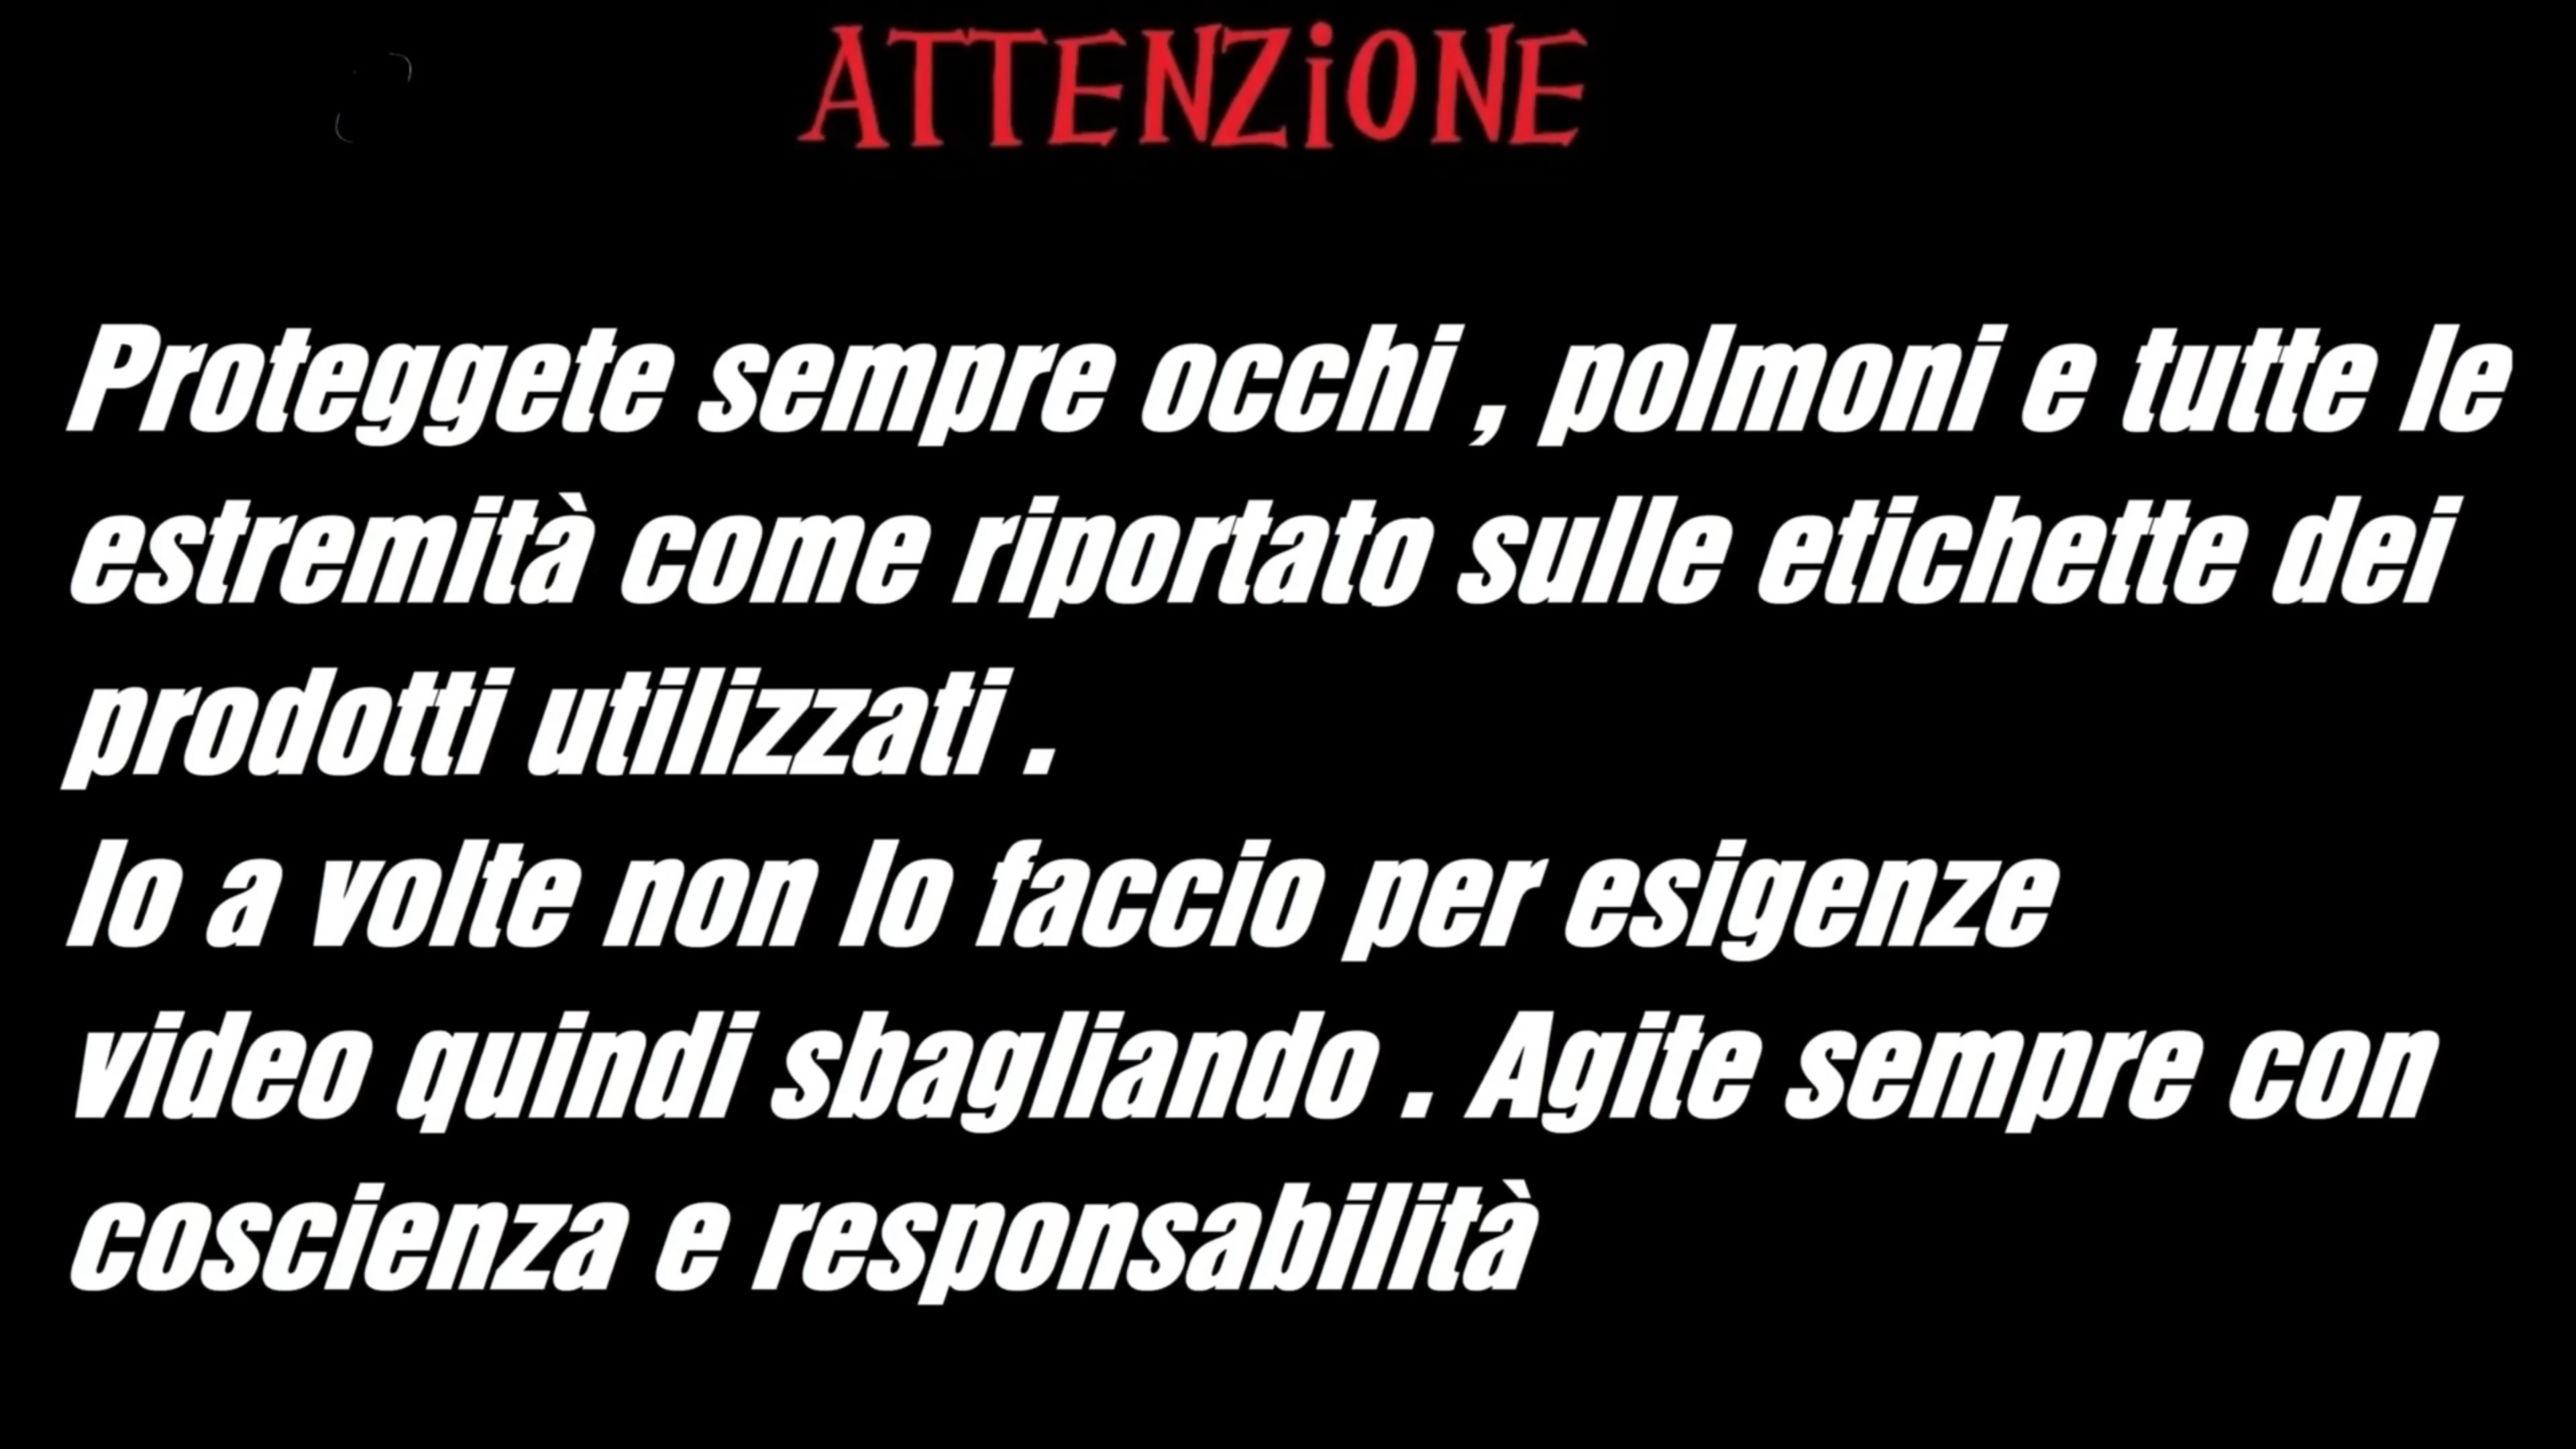 ATTENZiONE
Proteggete sempre occhi , polmoni e tutte le
estremità come riportato sulle etichette dei
prodotti utilizzati .
Io a volte non lo faccio per esigenze
video quindi sbagliando . Agite sempre con
coscienza e responsabilità